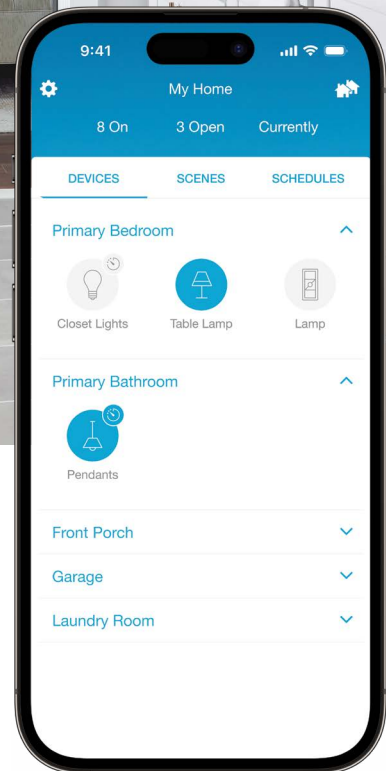 9:41
My Home
8 On 3 Open Currently
DEVICES SCENES SCHEDULES
Primary Bedroom
Closet Lights Table Lamp Lamp
Primary Bathroom
Pendants
Front Porch
Garage
Laundry Room